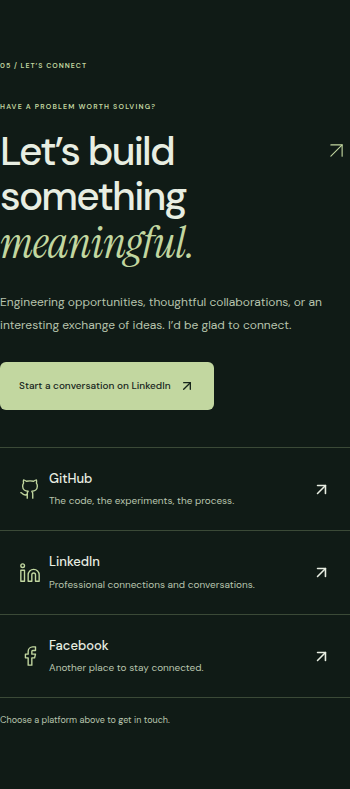 05 / LET’S CONNECT
HAVE A PROBLEM WORTH SOLVING?
Let’s build
something
meaningful.
Engineering opportunities, thoughtful collaborations, or an
interesting exchange of ideas. I’d be glad to connect.
Start a conversation on LinkedIn
GitHub
The code, the experiments, the process.
LinkedIn
Professional connections and conversations.
Facebook
Another place to stay connected.
Choose a platform above to get in touch.